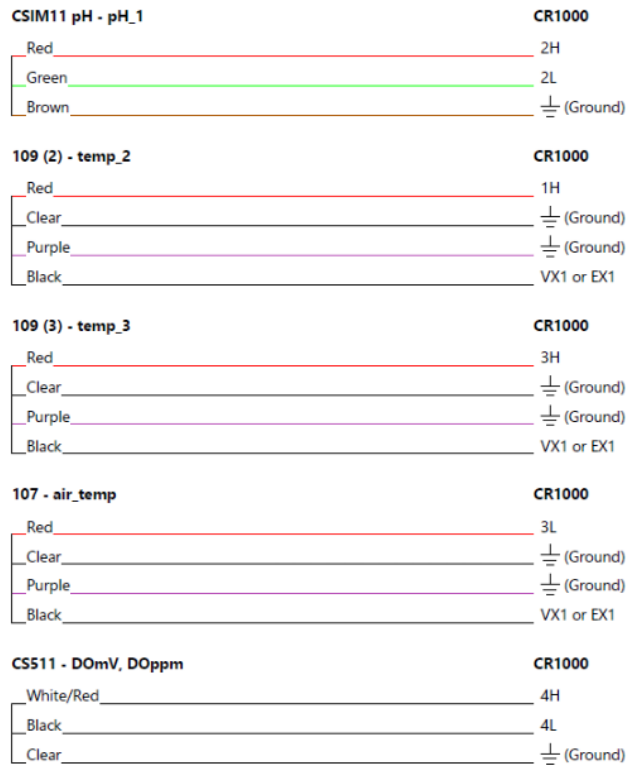 CSIM11 pH - pH_1 CR1000
Red 2H
Green 2L
Brown (Ground)
109 (2) - temp_2 CR1000
Red 1H
Clear (Ground)
Purple (Ground)
Black VX1 or EX1
109 (3) - temp_3 CR1000
Red 3H
Clear (Ground)
Purple (Ground)
Black VX1 or EX1
107 - air_temp CR1000
Red 3L
Clear (Ground)
Purple (Ground)
Black VX1 or EX1
CS511 - DOmV, DOppm CR1000
White/Red 4H
Black 4L
Clear (Ground)